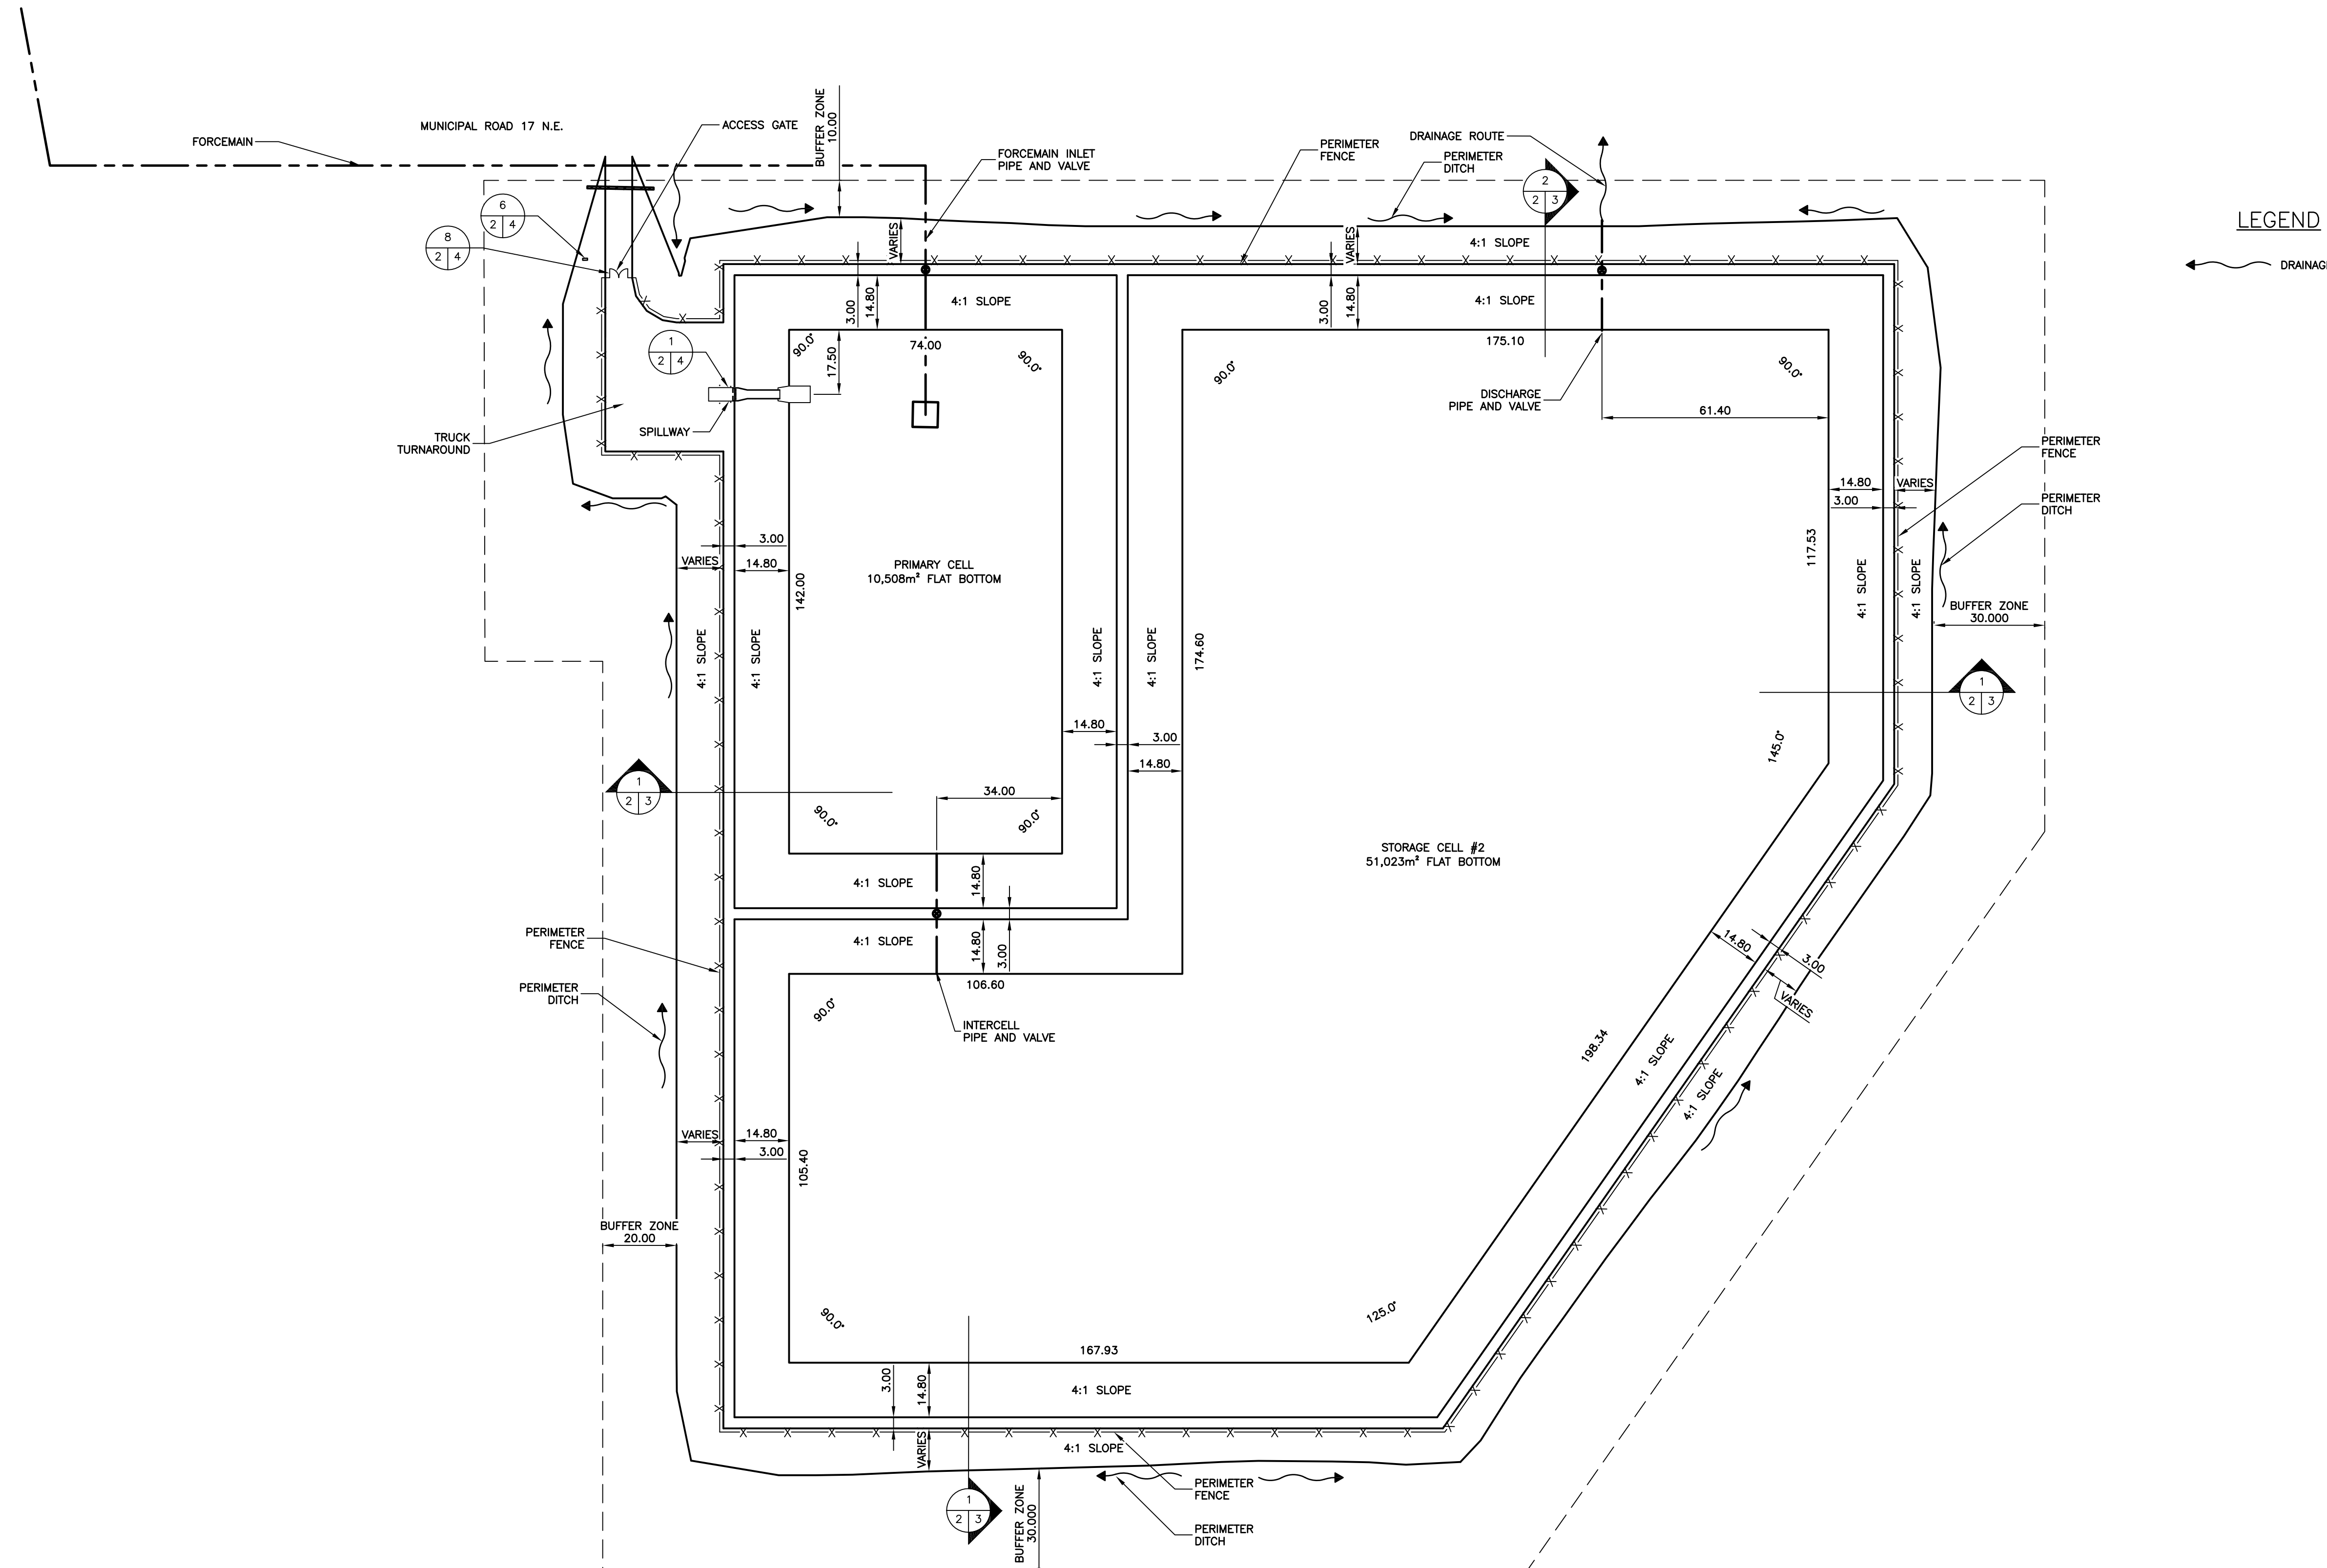 MUNICIPAL ROAD 17 N.E.
FORCEMAIN
ACCESS GATE
BUFFER ZONE
10.00
FORCEMAIN INLET
PIPE AND VALVE
PERIMETER
FENCE
DRAINAGE ROUTE
PERIMETER
DITCH
2
2 3
LEGEND
DRAINAGE
6
2 4
8
2 4
VARIES
VARIES
4:1 SLOPE
3.00
14.80
4:1 SLOPE
3.00
14.80
4:1 SLOPE
1
2 4
90.0°
17.50
74.00
90.0°
90.0°
175.10
90.0°
DISCHARGE
PIPE AND VALVE
61.40
SPILLWAY
TRUCK
TURNAROUND
PERIMETER
FENCE
14.80
VARIES
3.00
PERIMETER
DITCH
3.00
VARIES
14.80
142.00
PRIMARY CELL
10,508m² FLAT BOTTOM
117.53
4:1 SLOPE
4:1 SLOPE
BUFFER ZONE
30.000
4:1 SLOPE
4:1 SLOPE
4:1 SLOPE
4:1 SLOPE
174.60
1
2 3
14.80
3.00
14.80
145.0°
1
2 3
34.00
90.0°
90.0°
STORAGE CELL #2
51,023m² FLAT BOTTOM
4:1 SLOPE
14.80
PERIMETER
FENCE
4:1 SLOPE
14.80
3.00
14.80
3.00
VARIES
PERIMETER
DITCH
106.60
90.0°
INTERCELL
PIPE AND VALVE
198.34
4:1 SLOPE
4:1 SLOPE
VARIES
14.80
3.00
105.40
BUFFER ZONE
20.00
90.0°
125.0°
167.93
3.00
14.80
4:1 SLOPE
VARIES
4:1 SLOPE
1
2 3
BUFFER ZONE
30.000
PERIMETER
FENCE
PERIMETER
DITCH